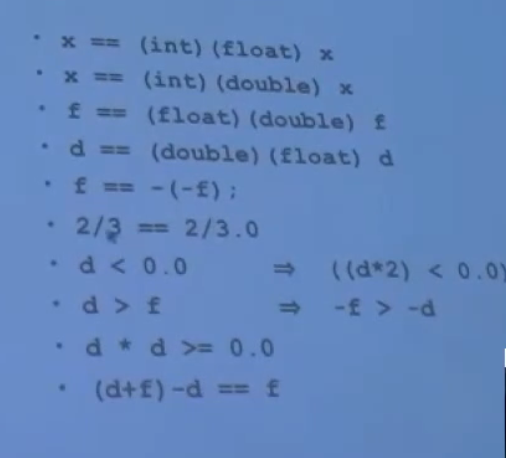 · x == (int)(float) x
· x == (int)(double) x
· f == (float)(double) f
· d == (double)(float) d
· f == -(-f);
· 2/3 == 2/3.0
· d < 0.0 ⇒ ((d*2) < 0.0)
· d > f ⇒ -f > -d
· d * d >= 0.0
· (d+f)-d == f